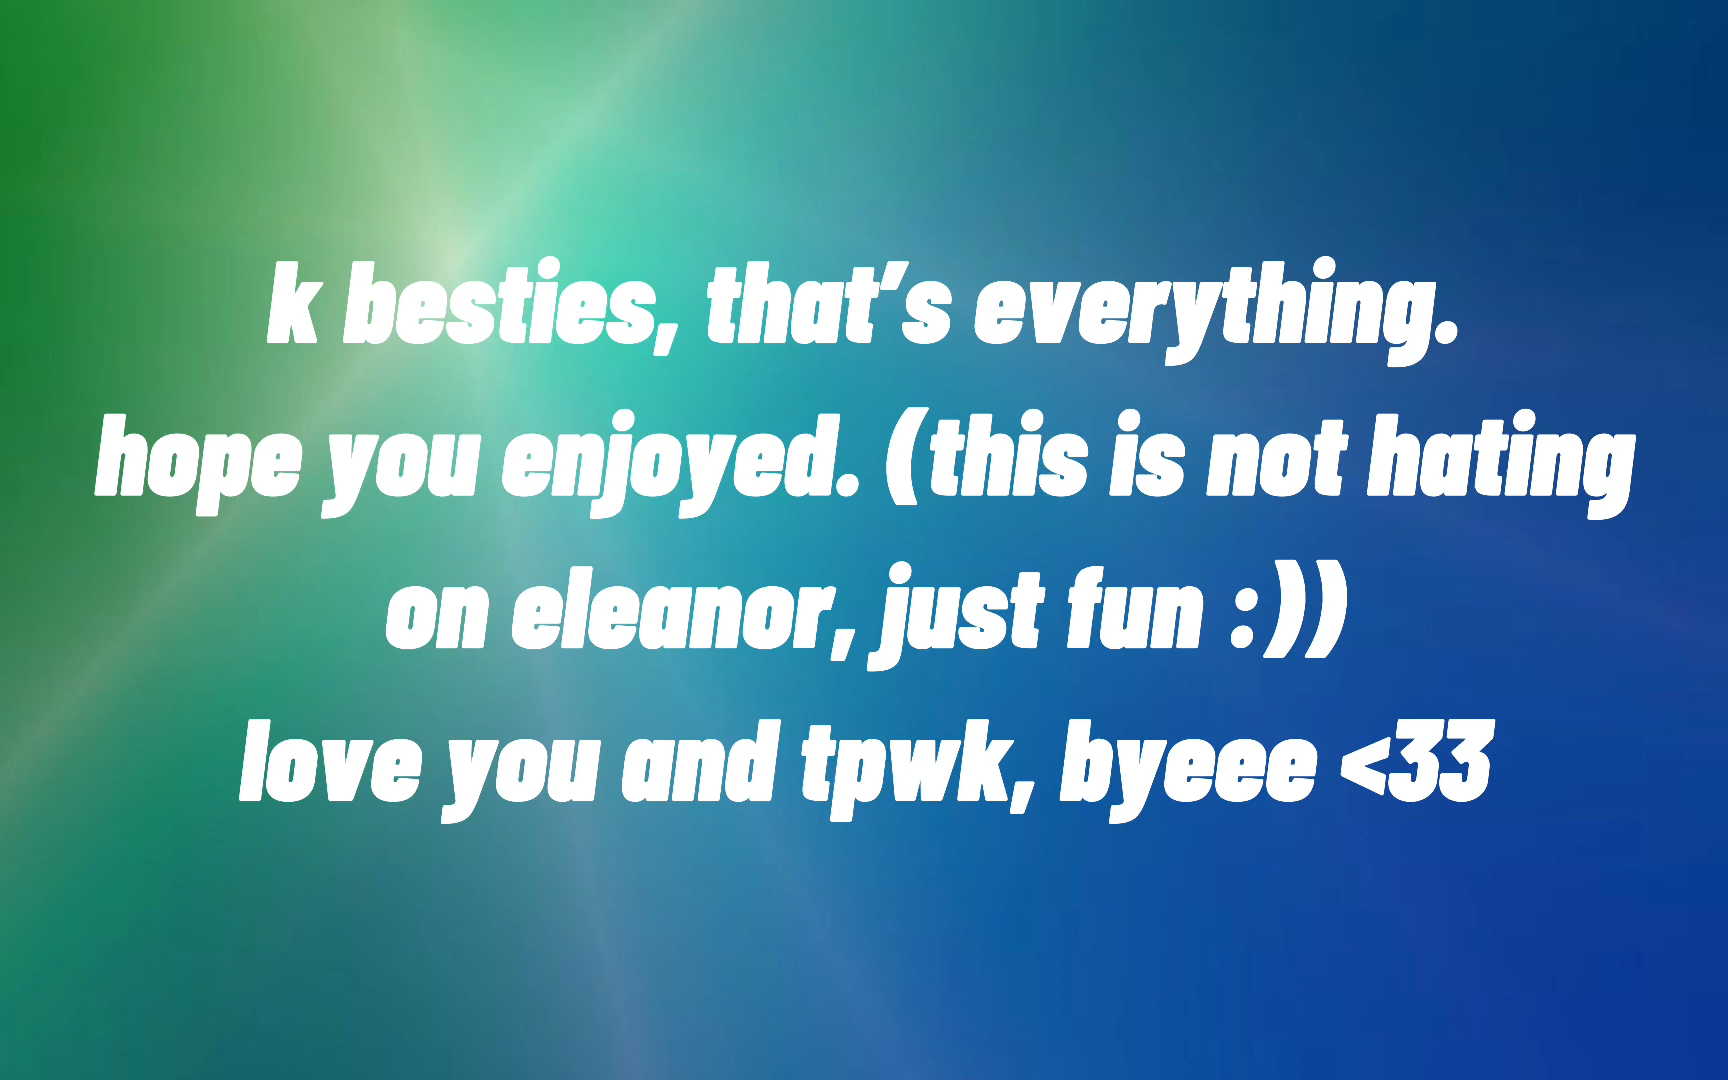 k besties, that's everything.
hope you enjoyed. (this is not hating
on eleanor, just fun :))
love you and tpwk, byeee <33